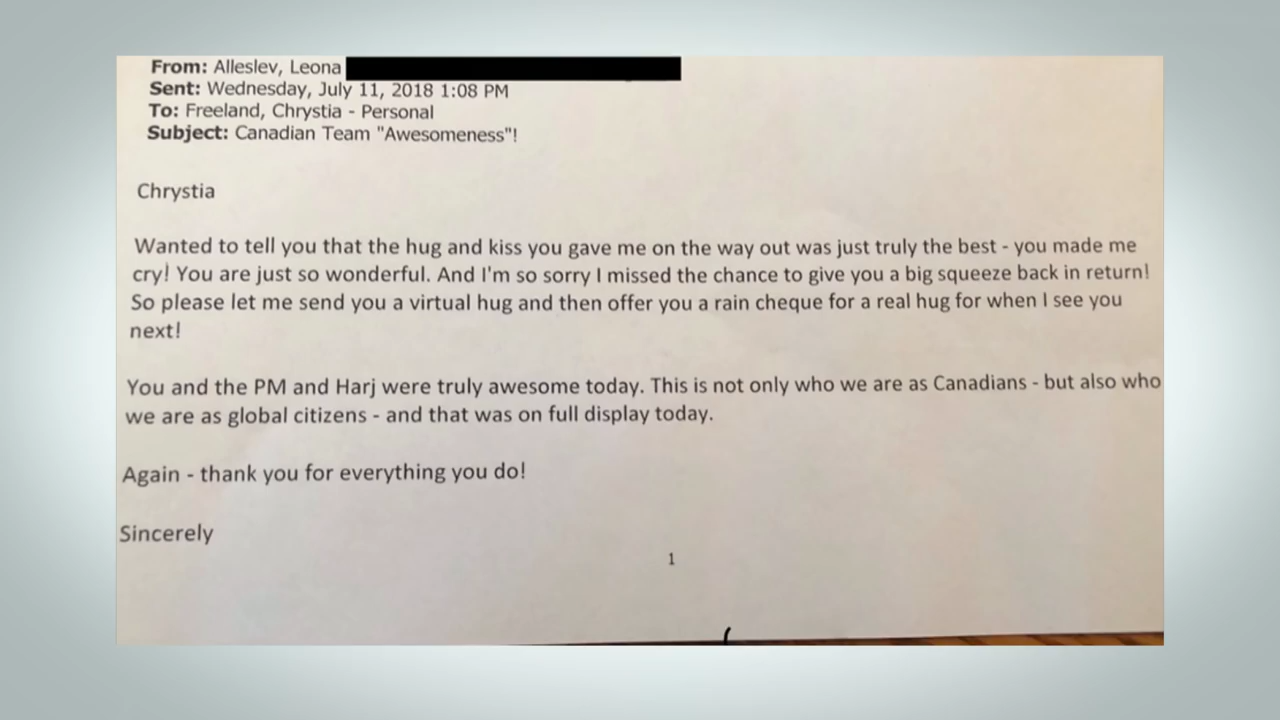 From: Alleslev, Leona
Sent: Wednesday, July 11, 2018 1:08 PM
To: Freeland, Chrystia - Personal
Subject: Canadian Team "Awesomeness"!
Chrystia
Wanted to tell you that the hug and kiss you gave me on the way out was just truly the best - you made me
cry! You are just so wonderful. And I'm so sorry I missed the chance to give you a big squeeze back in return!
So please let me send you a virtual hug and then offer you a rain cheque for a real hug for when I see you
next!
You and the PM and Harj were truly awesome today. This is not only who we are as Canadians - but also who
we are as global citizens - and that was on full display today.
Again - thank you for everything you do!
Sincerely
1